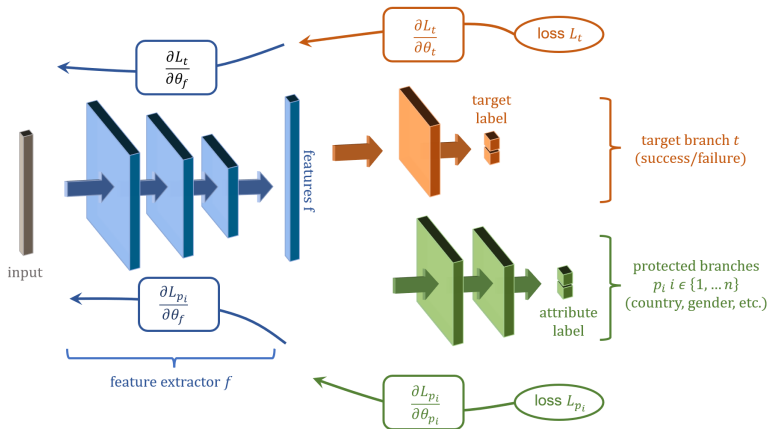 ∂L_t
∂θ_f
∂L_t
∂θ_t
loss L_t
target
label
target branch t
(success/failure)
features f
input
∂L_{p_i}
∂θ_f
attribute
label
protected branches
p_i i ϵ {1, … n}
(country, gender, etc.)
feature extractor f
∂L_{p_i}
∂θ_{p_i}
loss L_{p_i}